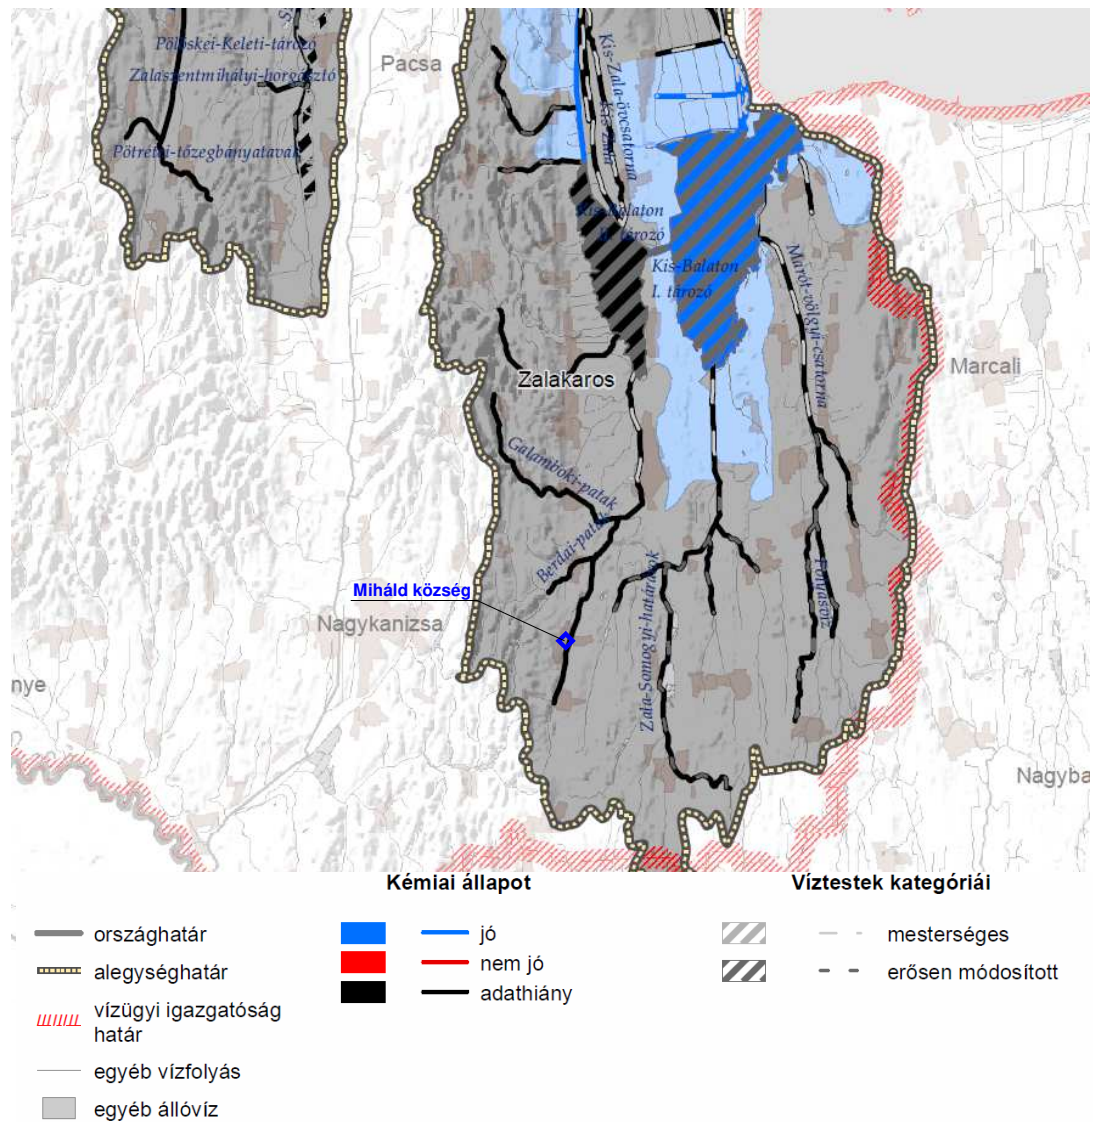 Pölöskei-Keleti-tározó
Zalaszentmihályi-horgásztó
Pötrétei-tőzegbányatavak
Pacsa
Kis-Zala-övcsatorna
Kis-Zala
Kis-Balaton
II. tározó
Kis-Balaton
I. tározó
Marót-völgyi-csatorna
Marcali
Zalakaros
Galamboki-patak
Berdai-patak
Miháld község
Nagykanizsa
Zala-Somogyi-határárok
nye
Nagyba
Kémiai állapot
Víztestek kategóriái
országhatár
jó
mesterséges
alegységhatár
nem jó
erősen módosított
vízügyi igazgatóság
határ
adathiány
egyéb vízfolyás
egyéb állóvíz